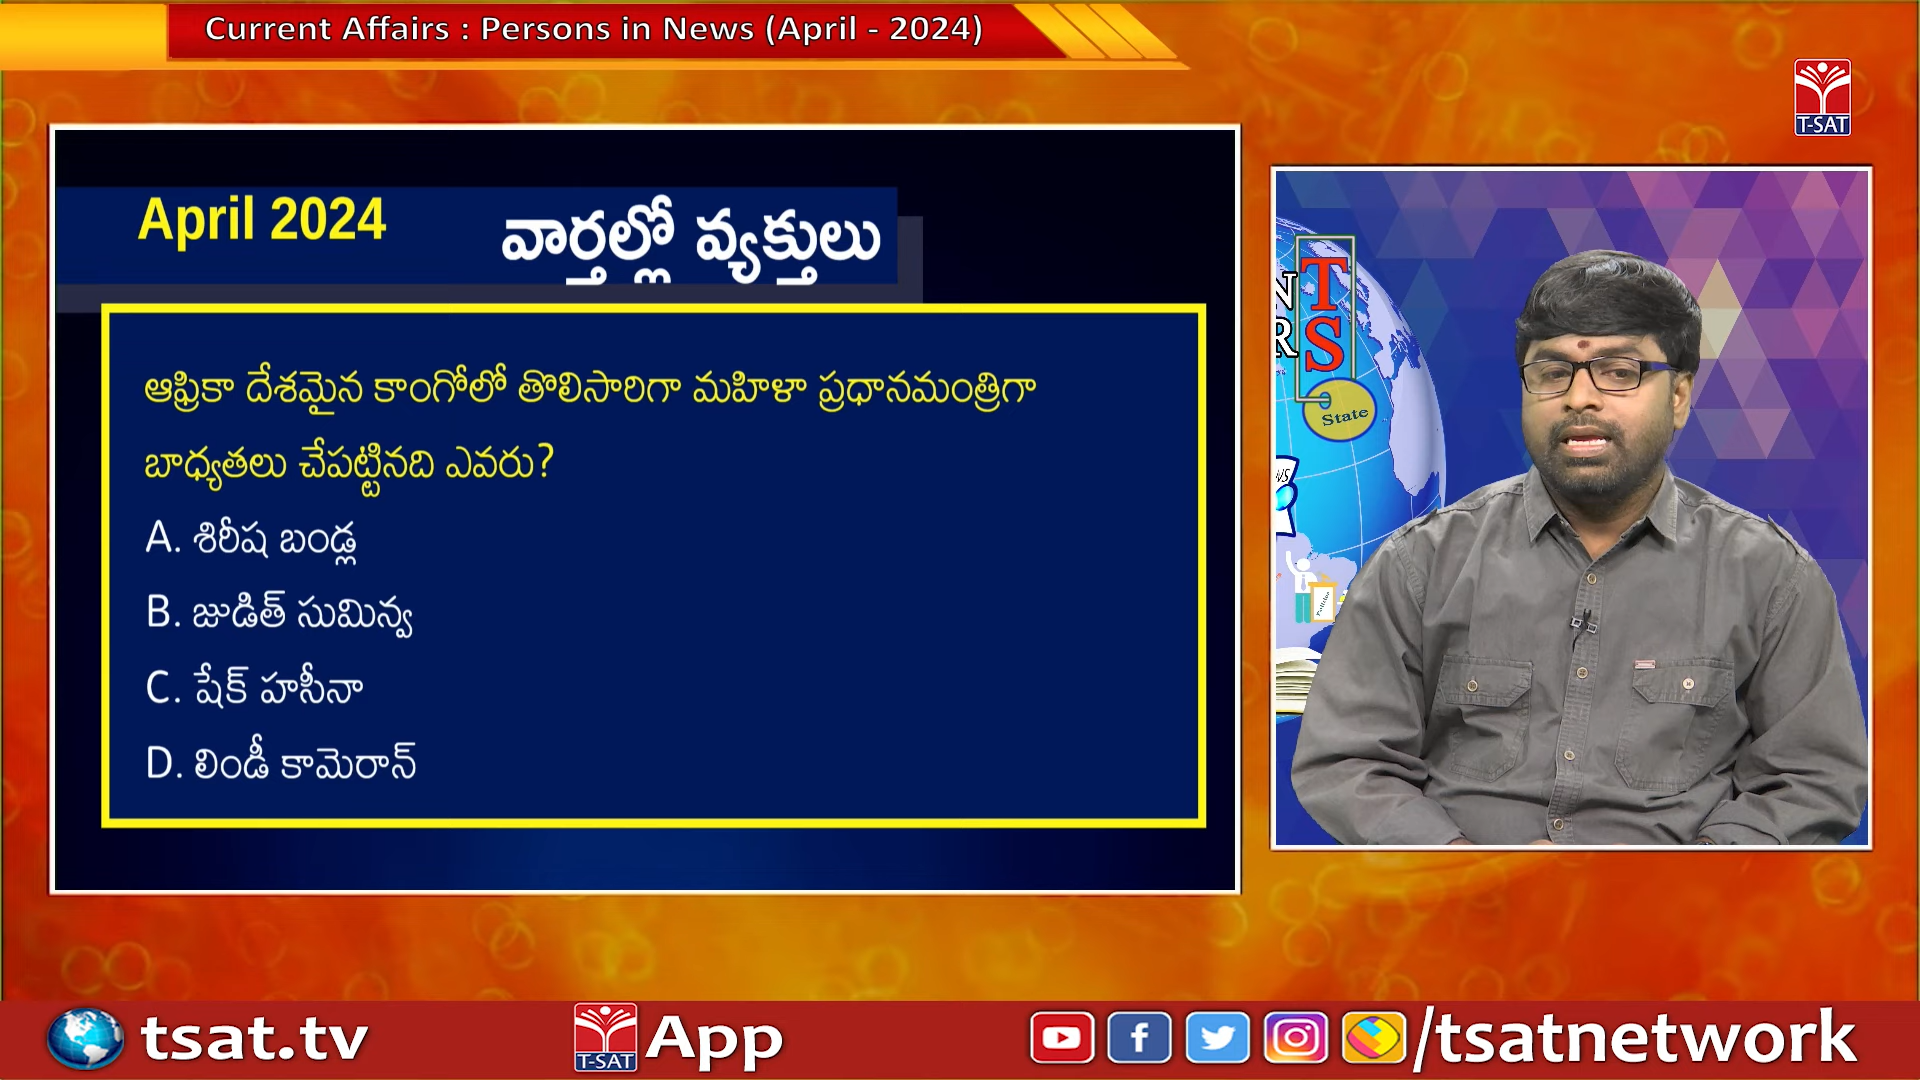 Current Affairs : Persons in News (April - 2024)
T-SAT
April 2024 వార్తల్లో వ్యక్తులు
ఆఫ్రికా దేశమైన కాంగోలో తొలిసారిగా మహిళా ప్రధానమంత్రిగా
బాధ్యతలు చేపట్టినది ఎవరు?
A. శిరీష బండ్ల
B. జుడిత్ సుమిన్వ
C. షేక్ హసీనా
D. లిండీ కామెరాన్
N TS
R
State
tsat.tv
T-SAT App
/tsatnetwork